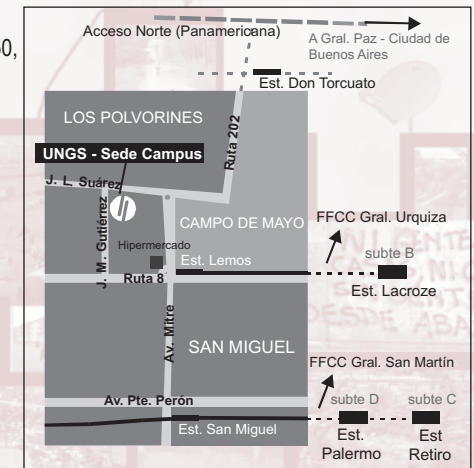 60,
Acceso Norte (Panamericana)
A Gral. Paz - Ciudad de
Buenos Aires
Est. Don Torcuato
LOS POLVORINES
Ruta 202
UNGS - Sede Campus
J. L. Suárez
J. M. Gutiérrez
CAMPO DE MAYO
FFCC Gral. Urquiza
Hipermercado
Est. Lemos
subte B
Ruta 8
Est. Lacroze
Av. Mitre
SAN MIGUEL
FFCC Gral. San Martín
Av. Pte. Perón
subte D
subte C
Est. San Miguel
Est.
Palermo
Est
Retiro